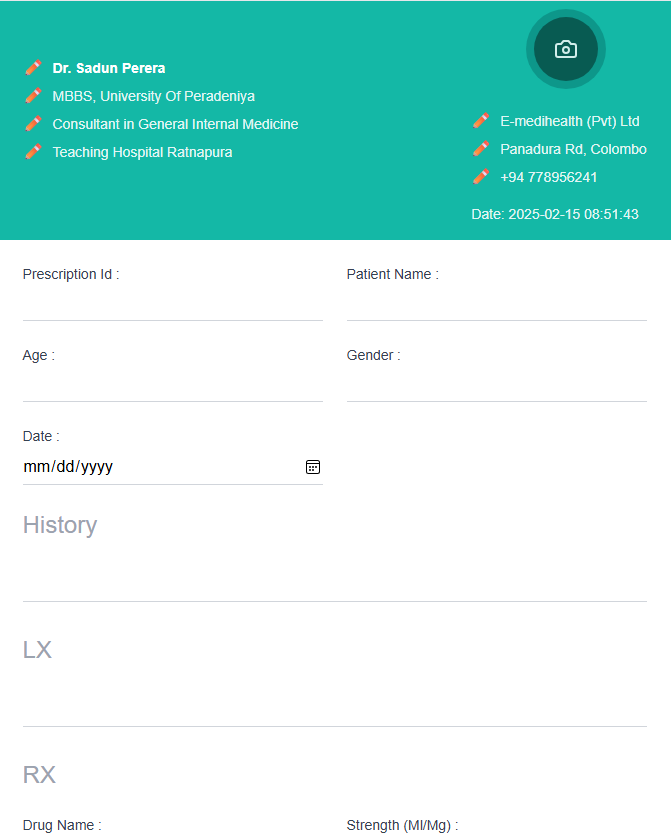 Dr. Sadun Perera
MBBS, University Of Peradeniya
Consultant in General Internal Medicine
Teaching Hospital Ratnapura
E-medihealth (Pvt) Ltd
Panadura Rd, Colombo
+94 778956241
Date: 2025-02-15 08:51:43
Prescription Id :
Patient Name :
Age :
Gender :
Date :
mm/dd/yyyy
History
LX
RX
Drug Name :
Strength (Ml/Mg) :